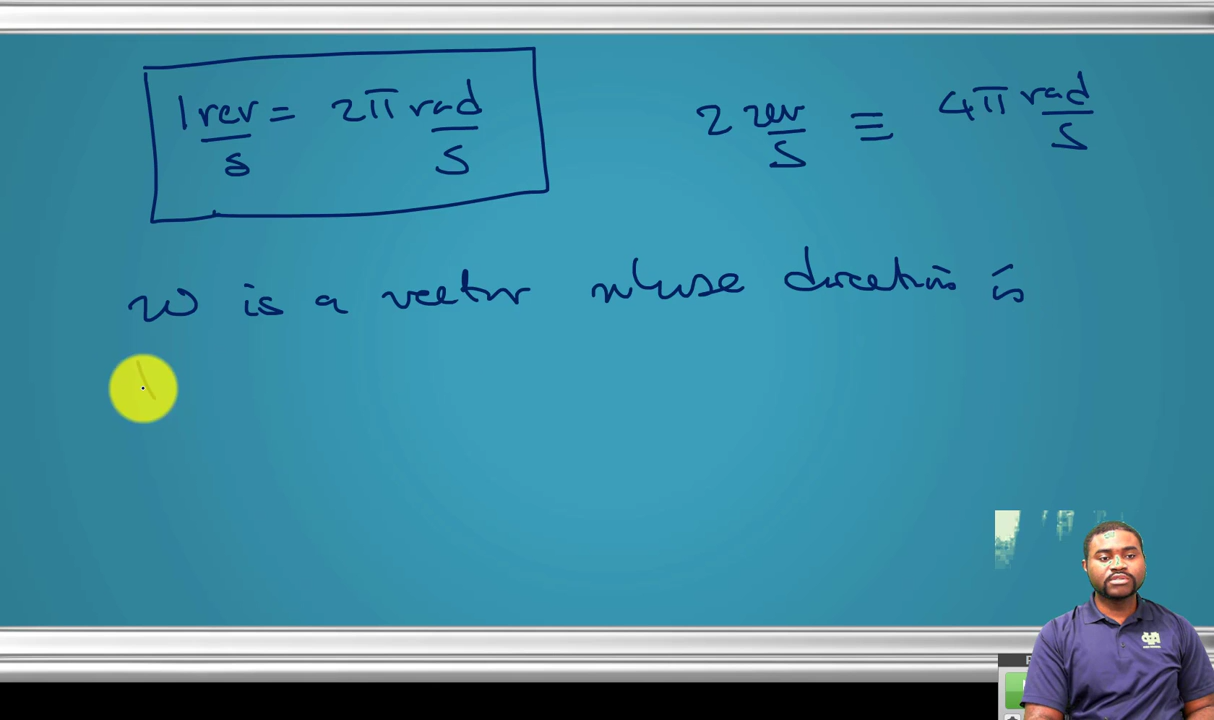 1 rev/s = 2π rad/s
2 rev/s ≡ 4π rad/s
w is a vector whose direction is